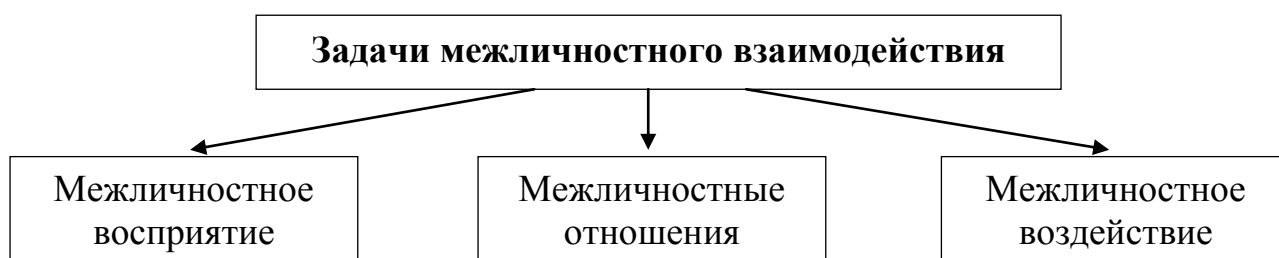 Задачи межличностного взаимодействия
Межличностное
восприятие
Межличностные
отношения
Межличностное
воздействие